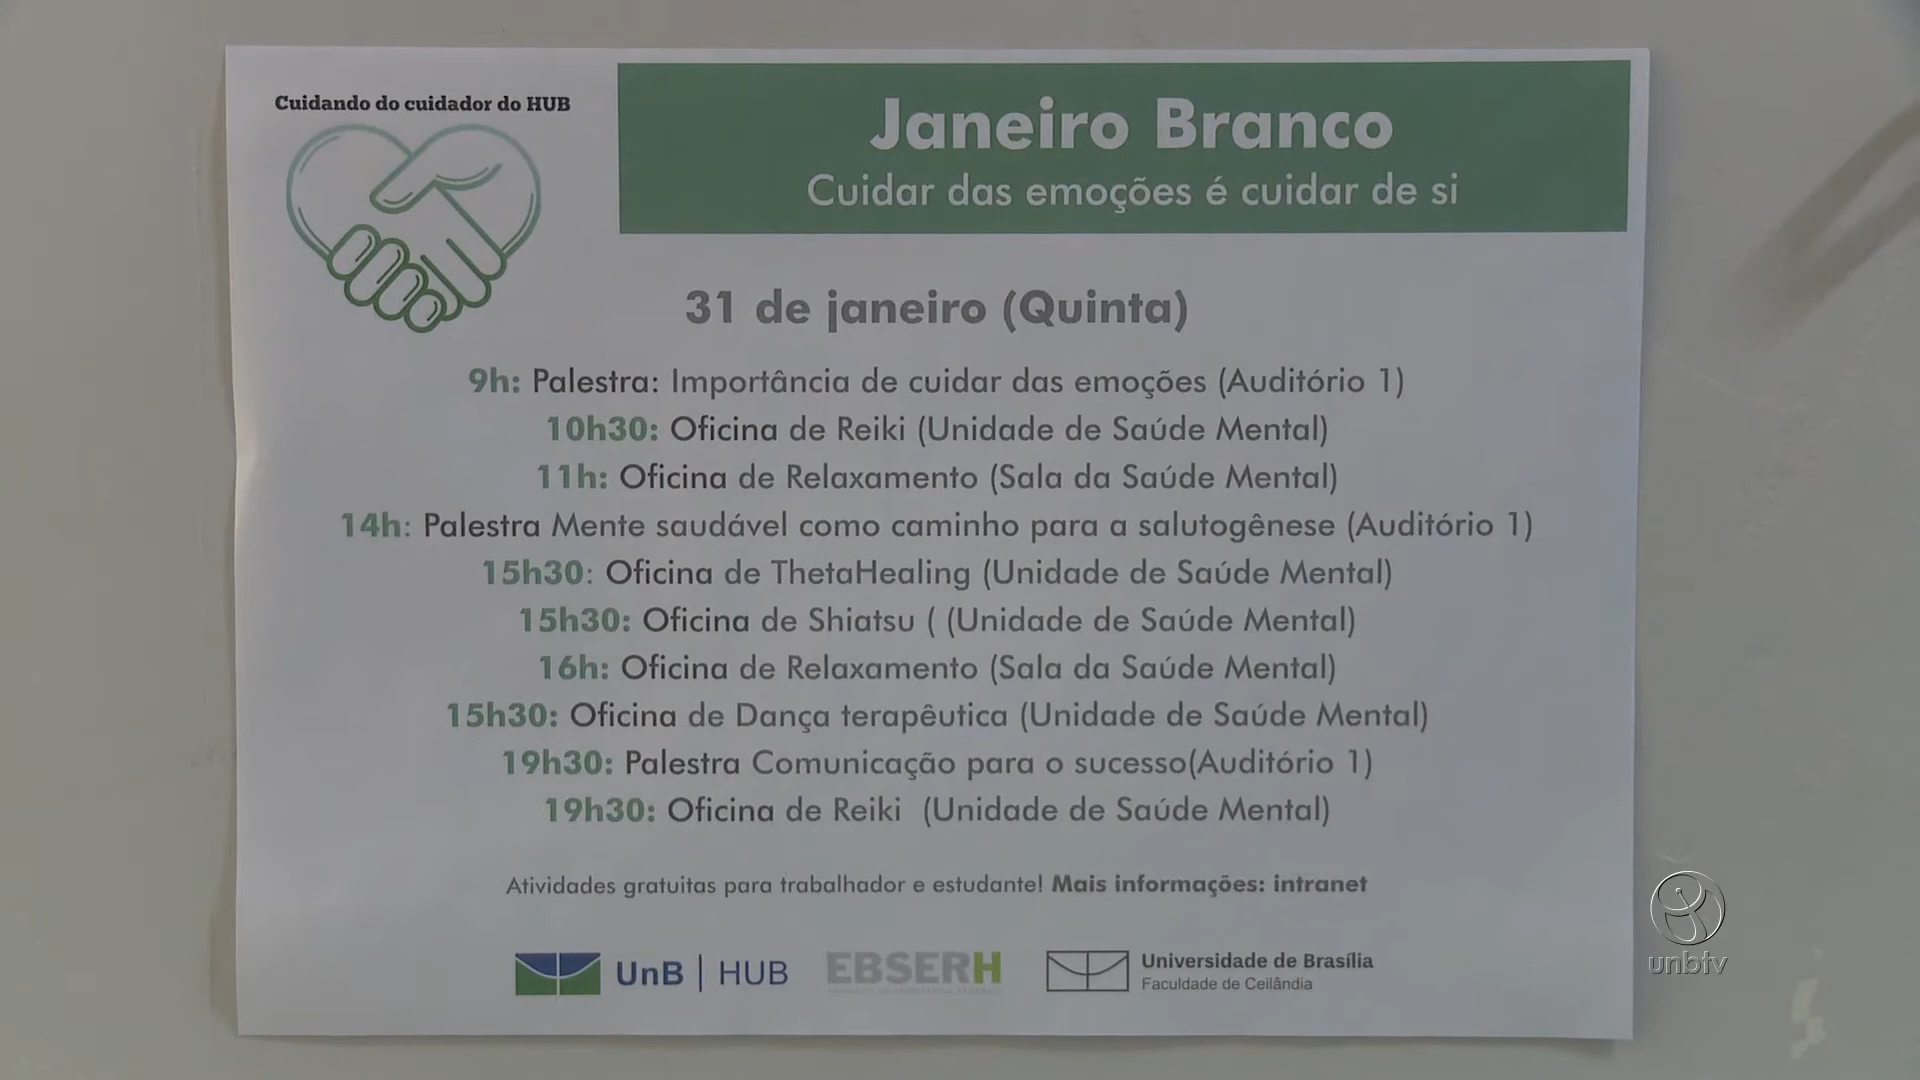 Cuidando do cuidador do HUB
Janeiro Branco
Cuidar das emoções é cuidar de si
31 de janeiro (Quinta)
9h: Palestra: Importância de cuidar das emoções (Auditório 1)
10h30: Oficina de Reiki (Unidade de Saúde Mental)
11h: Oficina de Relaxamento (Sala da Saúde Mental)
14h: Palestra Mente saudável como caminho para a salutogênese (Auditório 1)
15h30: Oficina de ThetaHealing (Unidade de Saúde Mental)
15h30: Oficina de Shiatsu ( (Unidade de Saúde Mental)
16h: Oficina de Relaxamento (Sala da Saúde Mental)
15h30: Oficina de Dança terapêutica (Unidade de Saúde Mental)
19h30: Palestra Comunicação para o sucesso(Auditório 1)
19h30: Oficina de Reiki  (Unidade de Saúde Mental)
Atividades gratuitas para trabalhador e estudante! Mais informações: intranet
UnB | HUB
EBSERH
Universidade de Brasília
Faculdade de Ceilândia
unbtv